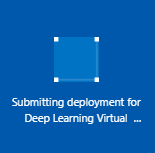 Submitting deployment for
Deep Learning Virtual ...